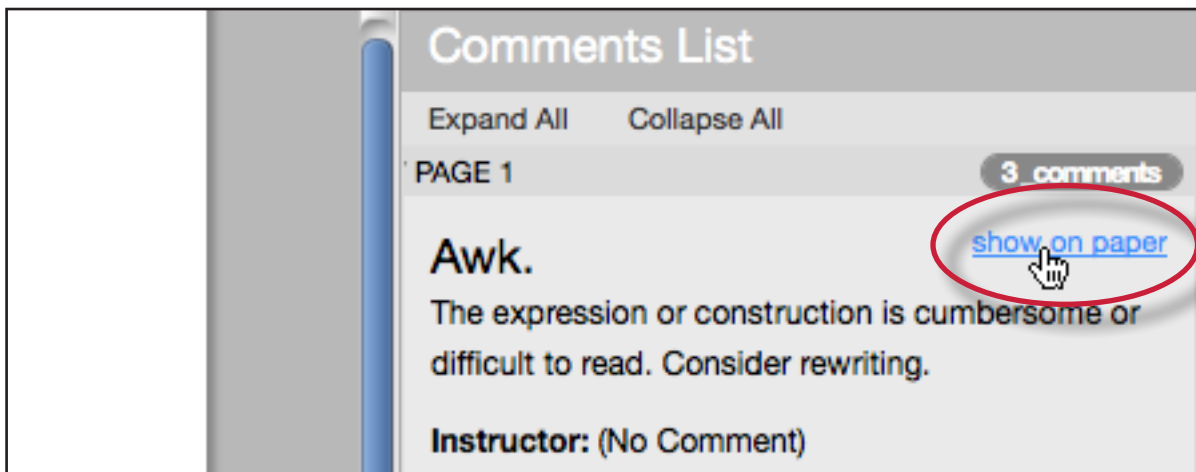 Comments List
Expand All Collapse All
PAGE 1 3 comments
Awk. show on paper
The expression or construction is cumbersome or
difficult to read. Consider rewriting.
Instructor: (No Comment)